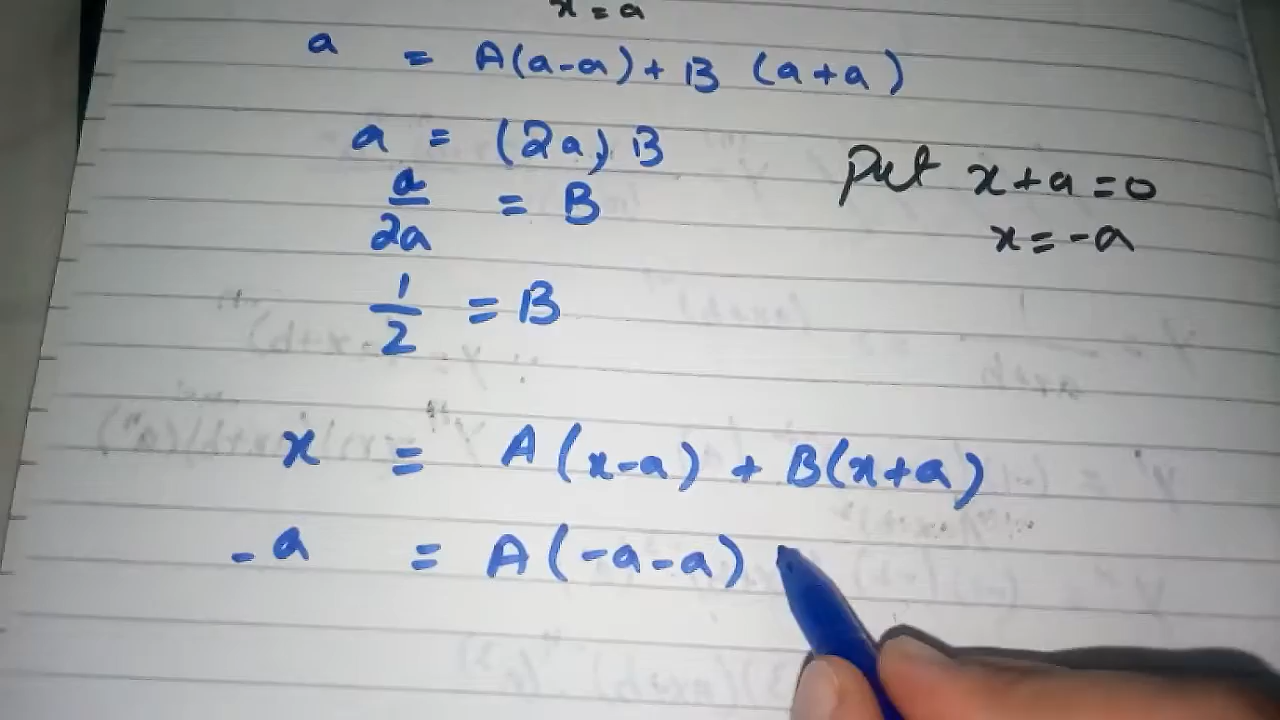 x = a
a = A(a-a) + B (a+a)
a = (2a) B
a/2a = B
Put x+a = 0
x = -a
1/2 = B
x = A(x-a) + B(x+a)
-a = A(-a-a)